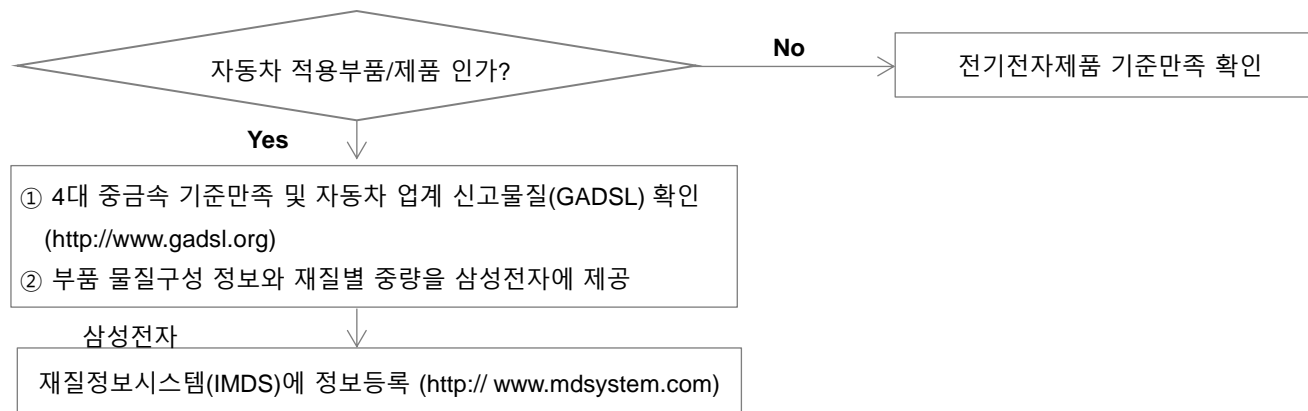 자동차 적용부품/제품 인가?
No
전기전자제품 기준만족 확인
Yes
① 4대 중금속 기준만족 및 자동차 업계 신고물질(GADSL) 확인
(http://www.gadsl.org)
② 부품 물질구성 정보와 재질별 중량을 삼성전자에 제공
삼성전자
재질정보시스템(IMDS)에 정보등록 (http:// www.mdsystem.com)